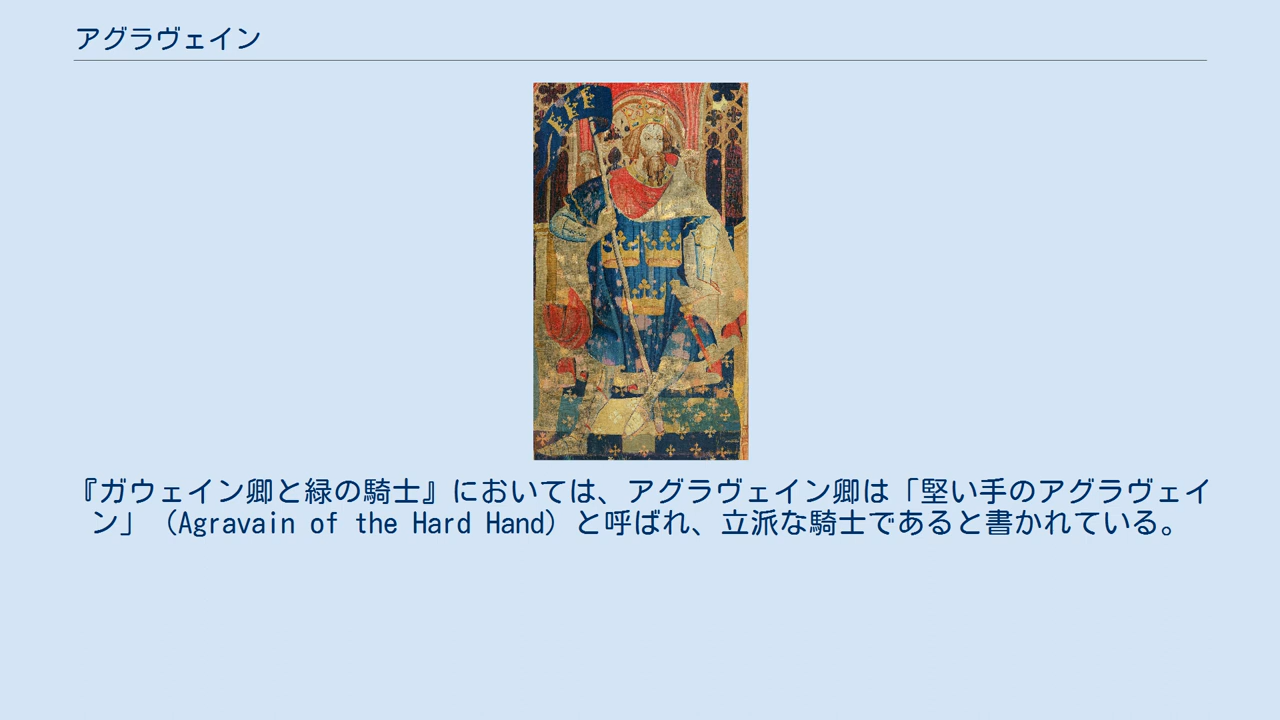 アグラヴェイン
『ガウェイン卿と緑の騎士』においては、アグラヴェイン卿は「堅い手のアグラヴェイ
ン」（Agravain of the Hard Hand）と呼ばれ、立派な騎士であると書かれている。